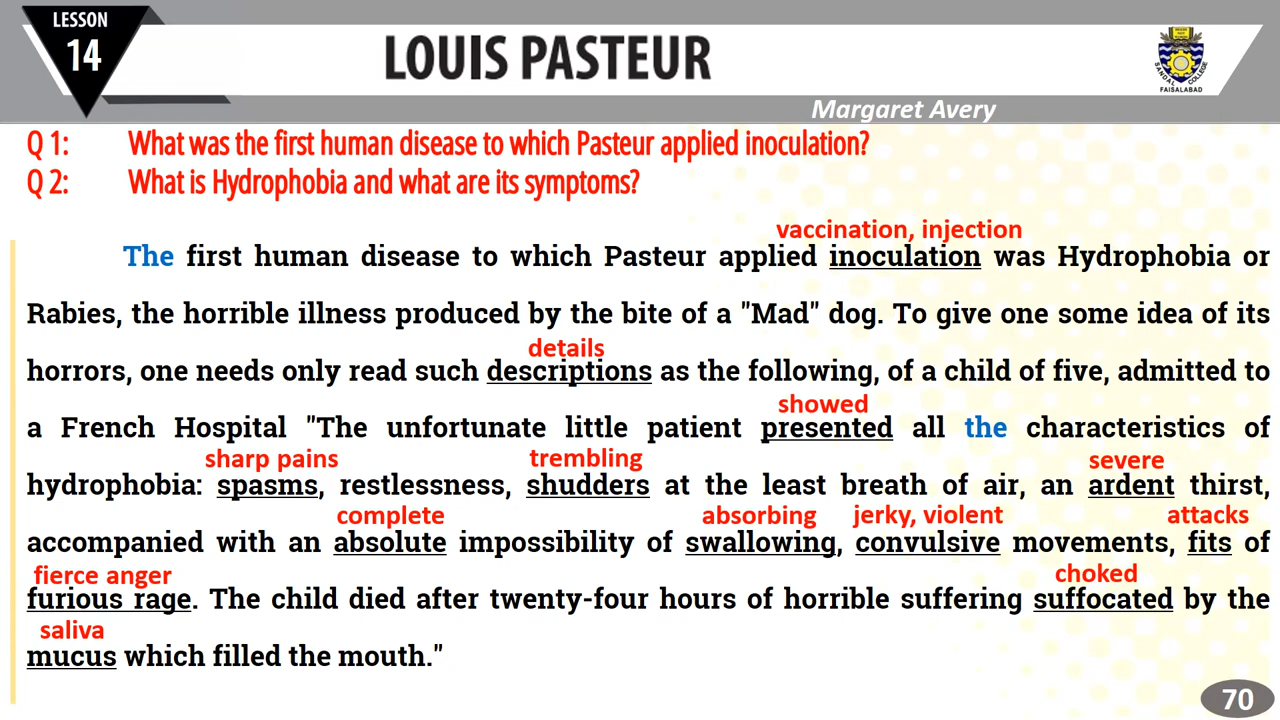 LESSON
14
LOUIS PASTEUR
SANDAL COLLEGE
FAISALABAD
Margaret Avery
Q 1: What was the first human disease to which Pasteur applied inoculation?
Q 2: What is Hydrophobia and what are its symptoms?
vaccination, injection
The first human disease to which Pasteur applied inoculation was Hydrophobia or
Rabies, the horrible illness produced by the bite of a "Mad" dog. To give one some idea of its
details
horrors, one needs only read such descriptions as the following, of a child of five, admitted to
showed
a French Hospital "The unfortunate little patient presented all the characteristics of
sharp pains trembling severe
hydrophobia: spasms, restlessness, shudders at the least breath of air, an ardent thirst,
complete absorbing jerky, violent attacks
accompanied with an absolute impossibility of swallowing, convulsive movements, fits of
fierce anger choked
furious rage. The child died after twenty-four hours of horrible suffering suffocated by the
saliva
mucus which filled the mouth."
70